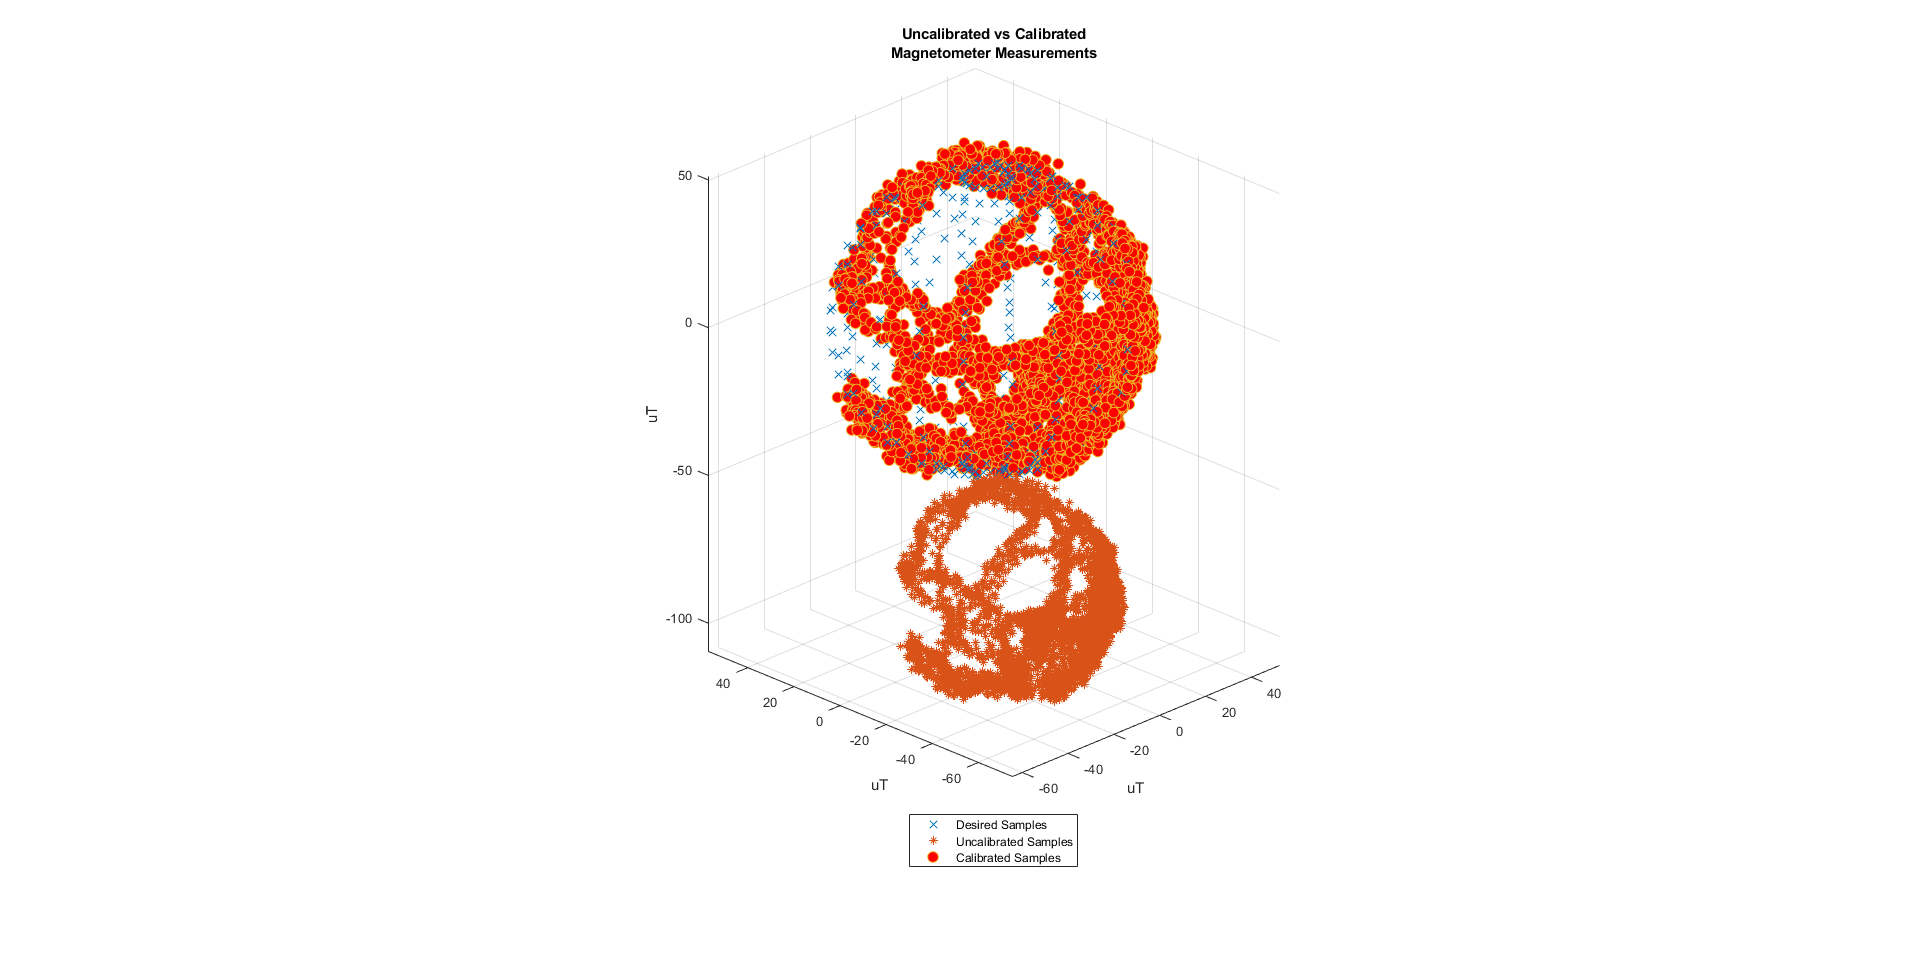 Uncalibrated vs Calibrated
Magnetometer Measurements
50
0
-50
-100
uT
40
20
0
-20
-40
-60
uT
40
20
0
-20
-40
-60
uT
Desired Samples
Uncalibrated Samples
Calibrated Samples